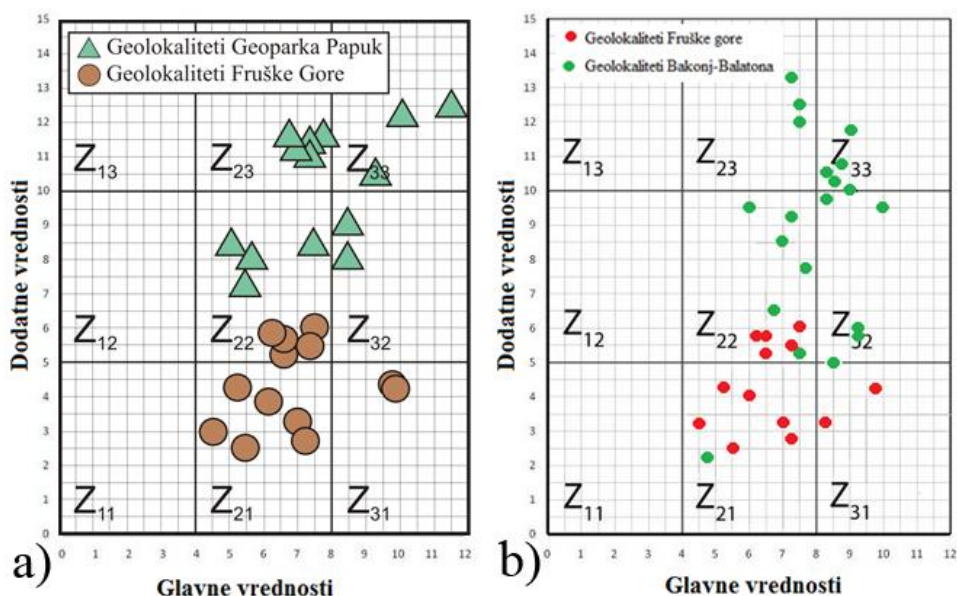 Geolokaliteti Geoparka Papuk
Geolokaliteti Fruške Gore
15
14
13
12
11
10
9
8
7
6
5
4
3
2
1
0
Z13 Z23 Z33
Z12 Z22 Z32
Z11 Z21 Z31
0 1 2 3 4 5 6 7 8 9 10 11 12
Dodatne vrednosti
Glavne vrednosti
a)
Geolokaliteti Fruške gore
Geolokaliteti Bakonj-Balatona
15
14
13
12
11
10
9
8
7
6
5
4
3
2
1
0
Z13 Z23 Z33
Z12 Z22 Z32
Z11 Z21 Z31
0 1 2 3 4 5 6 7 8 9 10 11 12
Dodatne vrednosti
Glavne vrednosti
b)